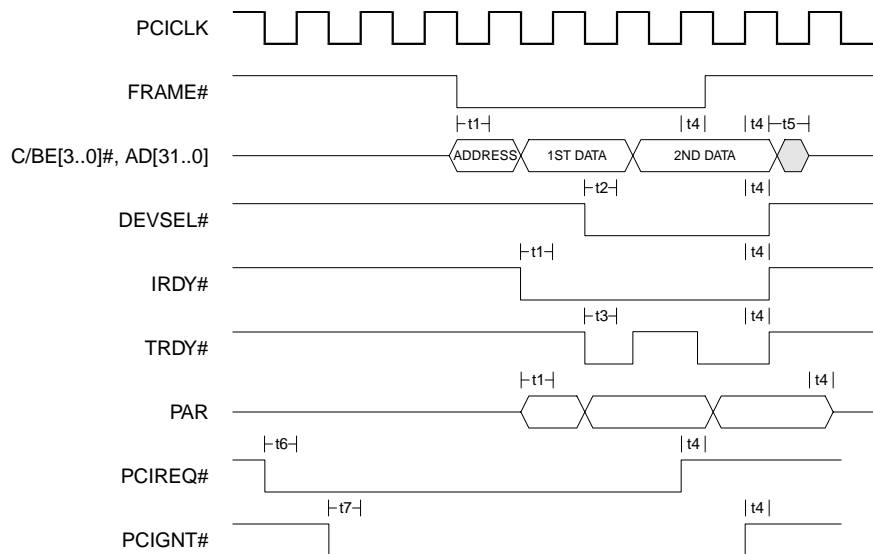 PCICLK
FRAME#
t1 t4 t4 t5
C/BE[3..0]#, AD[31..0] ADDRESS 1ST DATA 2ND DATA
t2 t4
DEVSEL#
t1 t4
IRDY#
t3 t4
TRDY#
t1 t4
PAR
t6 t4
PCIREQ#
t7 t4
PCIGNT#